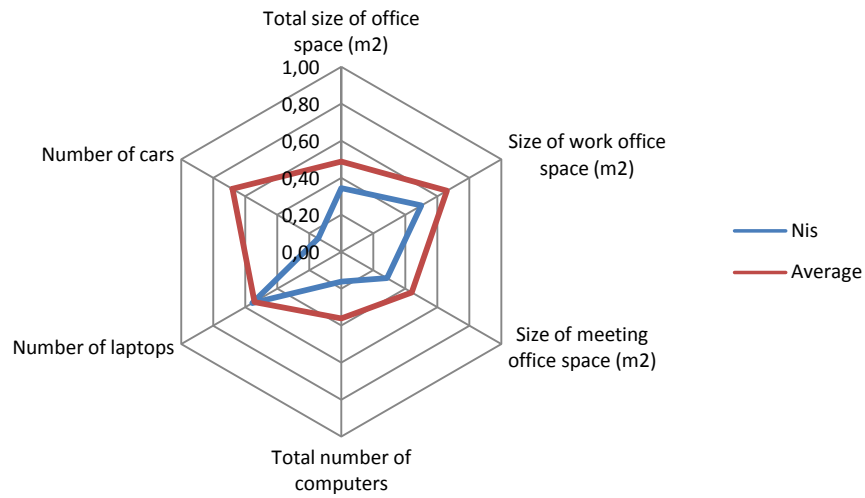 Total size of office
space (m2)
1,00
0,80
0,60
0,40
0,20
0,00
Size of work office
space (m2)
Size of meeting
office space (m2)
Total number of
computers
Number of laptops
Number of cars
Nis
Average